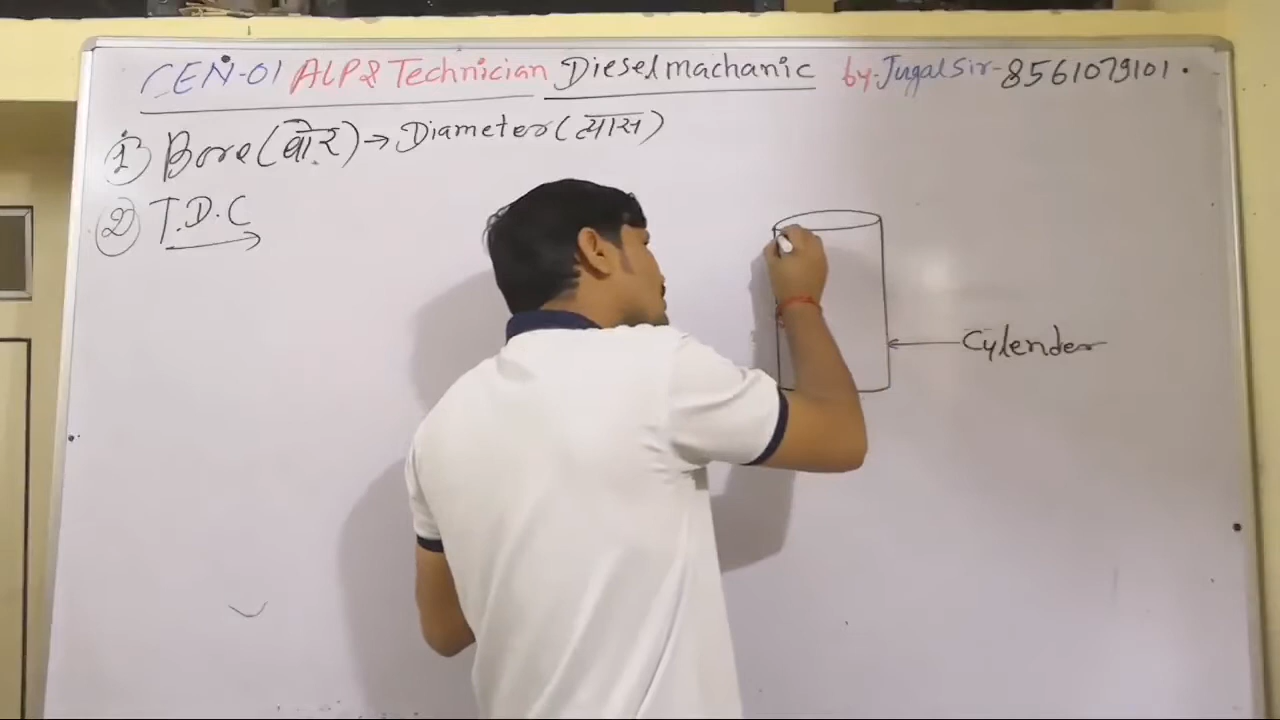 CEN-01 ALP & Technician Diesel machanic by:-Jugal Sir-8561079101.
① Bore (बोर) → Diameter (व्यास)
② T.D.C →
Cylender